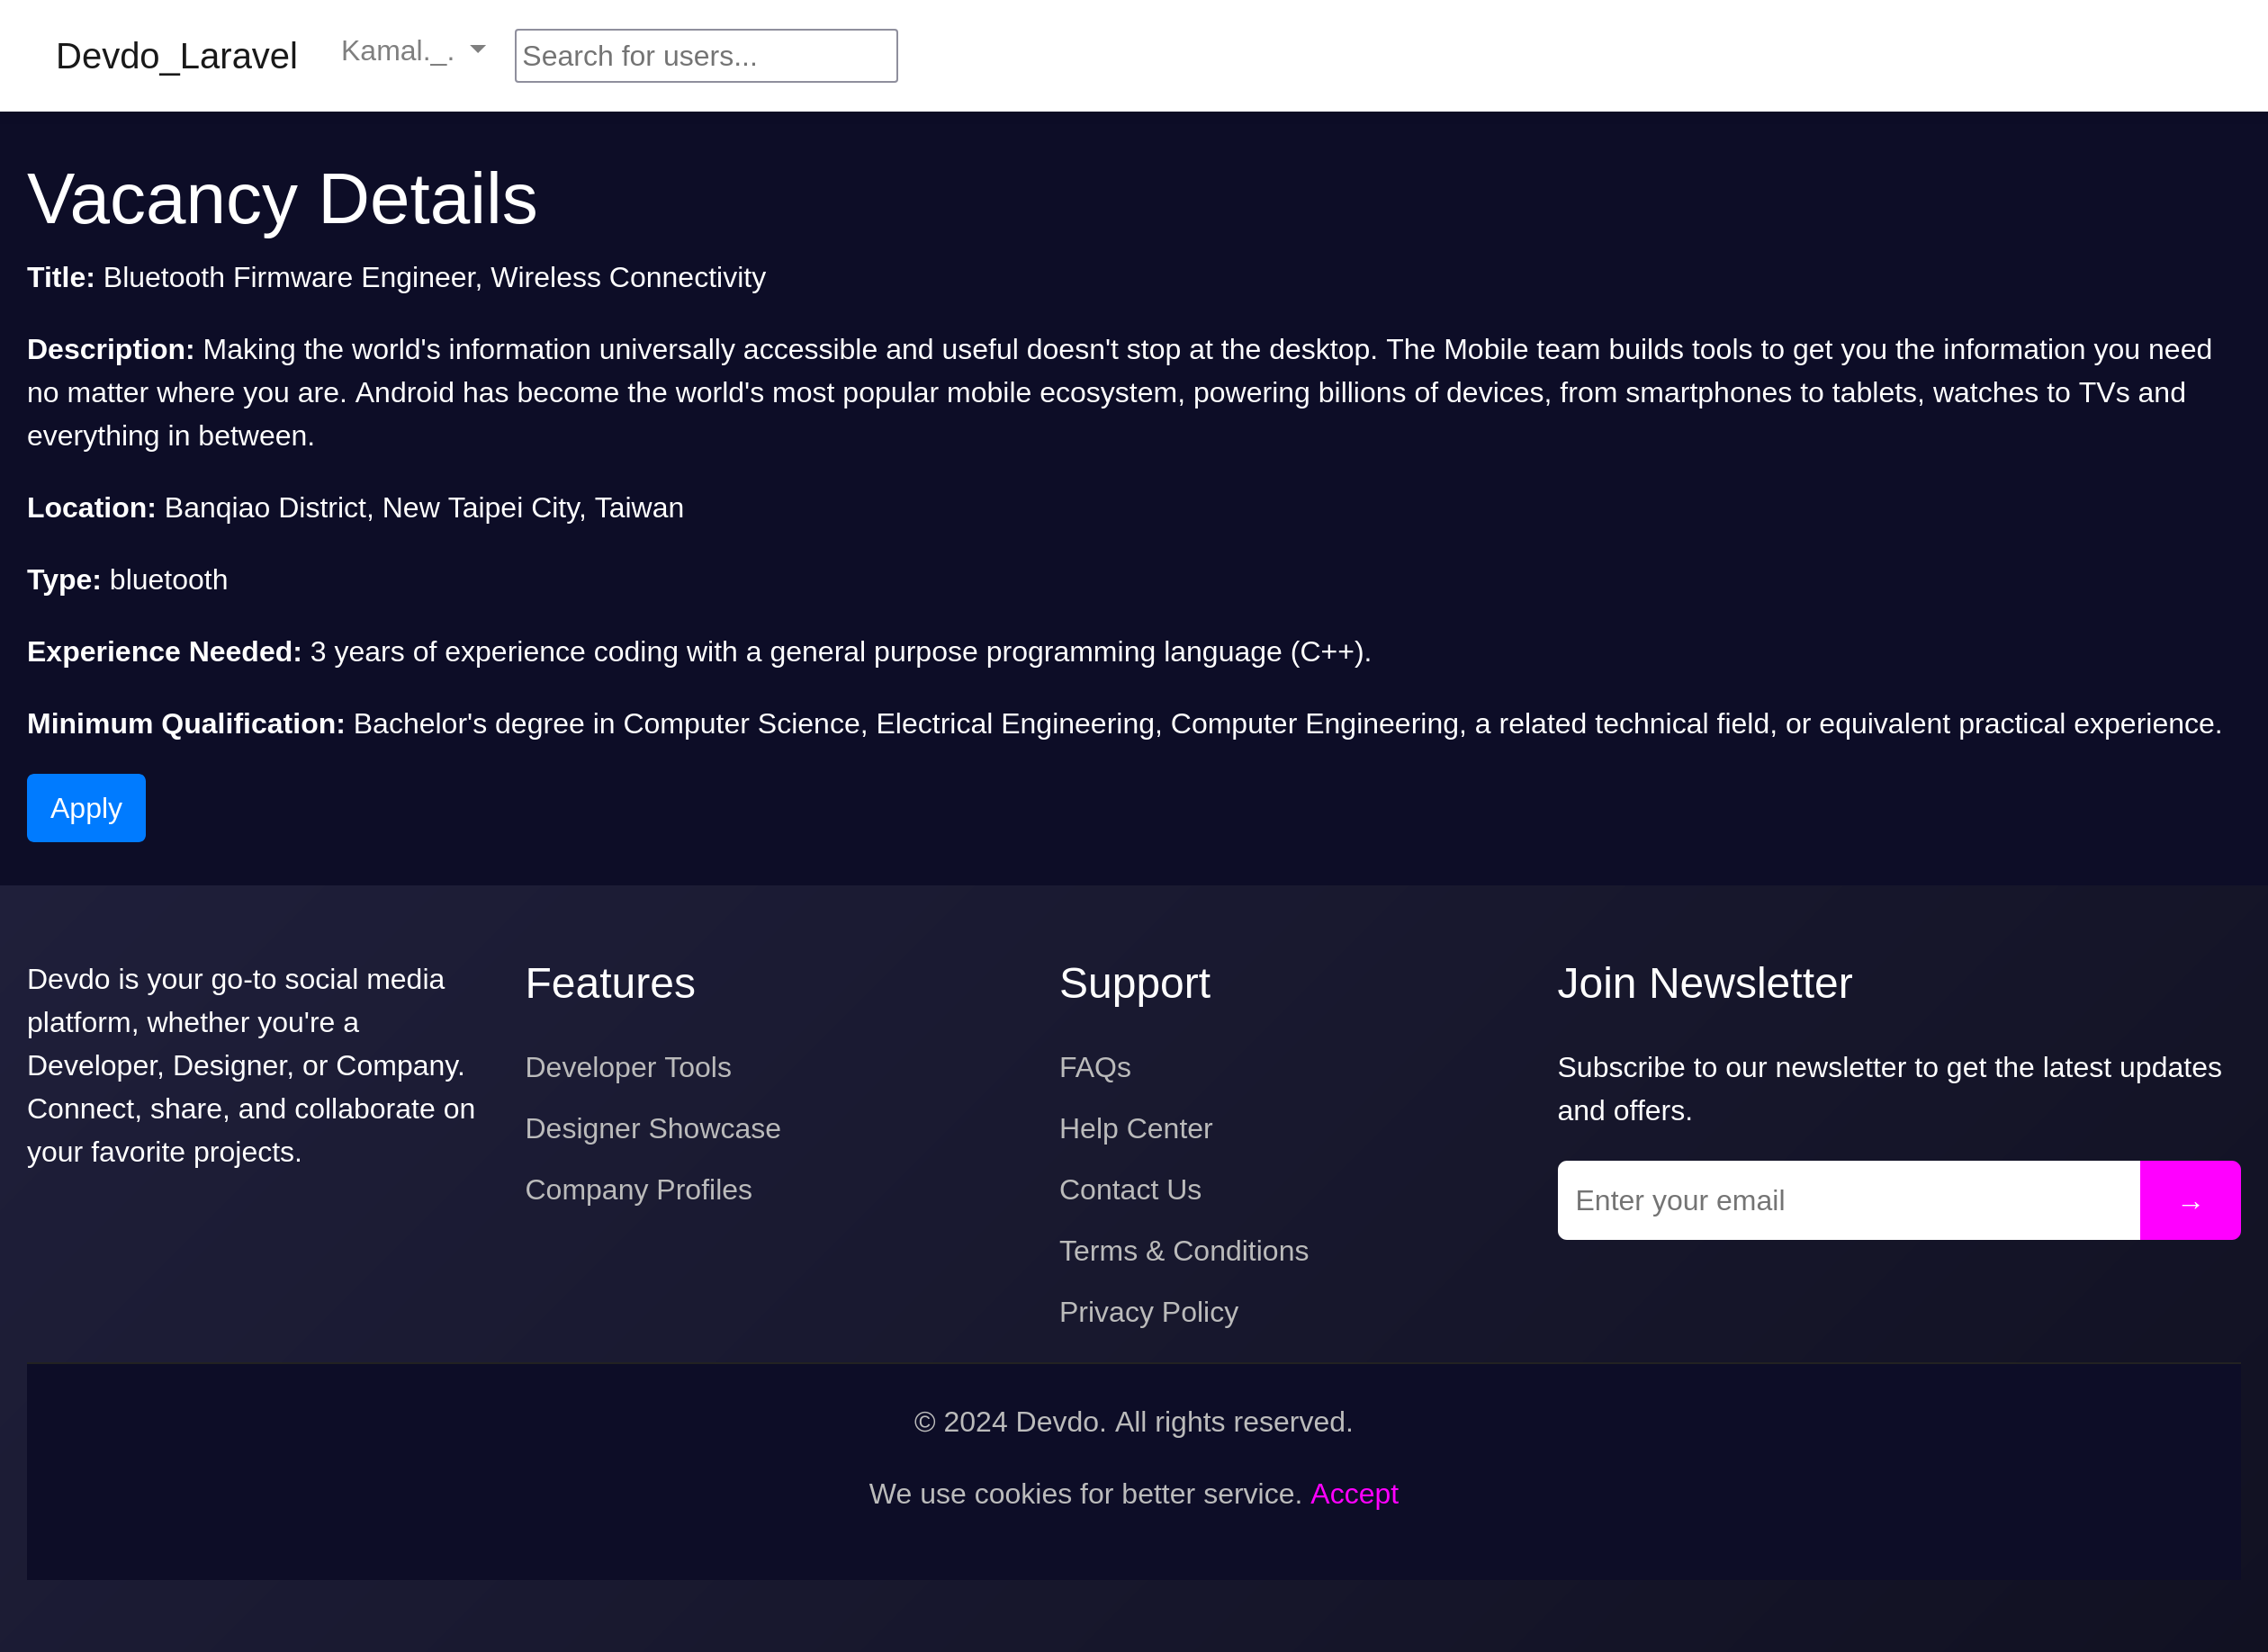 Devdo_Laravel
Kamal._.
Search for users...
Vacancy Details
Title: Bluetooth Firmware Engineer, Wireless Connectivity
Description: Making the world's information universally accessible and useful doesn't stop at the desktop. The Mobile team builds tools to get you the information you need
no matter where you are. Android has become the world's most popular mobile ecosystem, powering billions of devices, from smartphones to tablets, watches to TVs and
everything in between.
Location: Banqiao District, New Taipei City, Taiwan
Type: bluetooth
Experience Needed: 3 years of experience coding with a general purpose programming language (C++).
Minimum Qualification: Bachelor's degree in Computer Science, Electrical Engineering, Computer Engineering, a related technical field, or equivalent practical experience.
Apply
Devdo is your go-to social media
platform, whether you're a
Developer, Designer, or Company.
Connect, share, and collaborate on
your favorite projects.
Features
Developer Tools
Designer Showcase
Company Profiles
Support
FAQs
Help Center
Contact Us
Terms & Conditions
Privacy Policy
Join Newsletter
Subscribe to our newsletter to get the latest updates
and offers.
Enter your email
→
© 2024 Devdo. All rights reserved.
We use cookies for better service. Accept